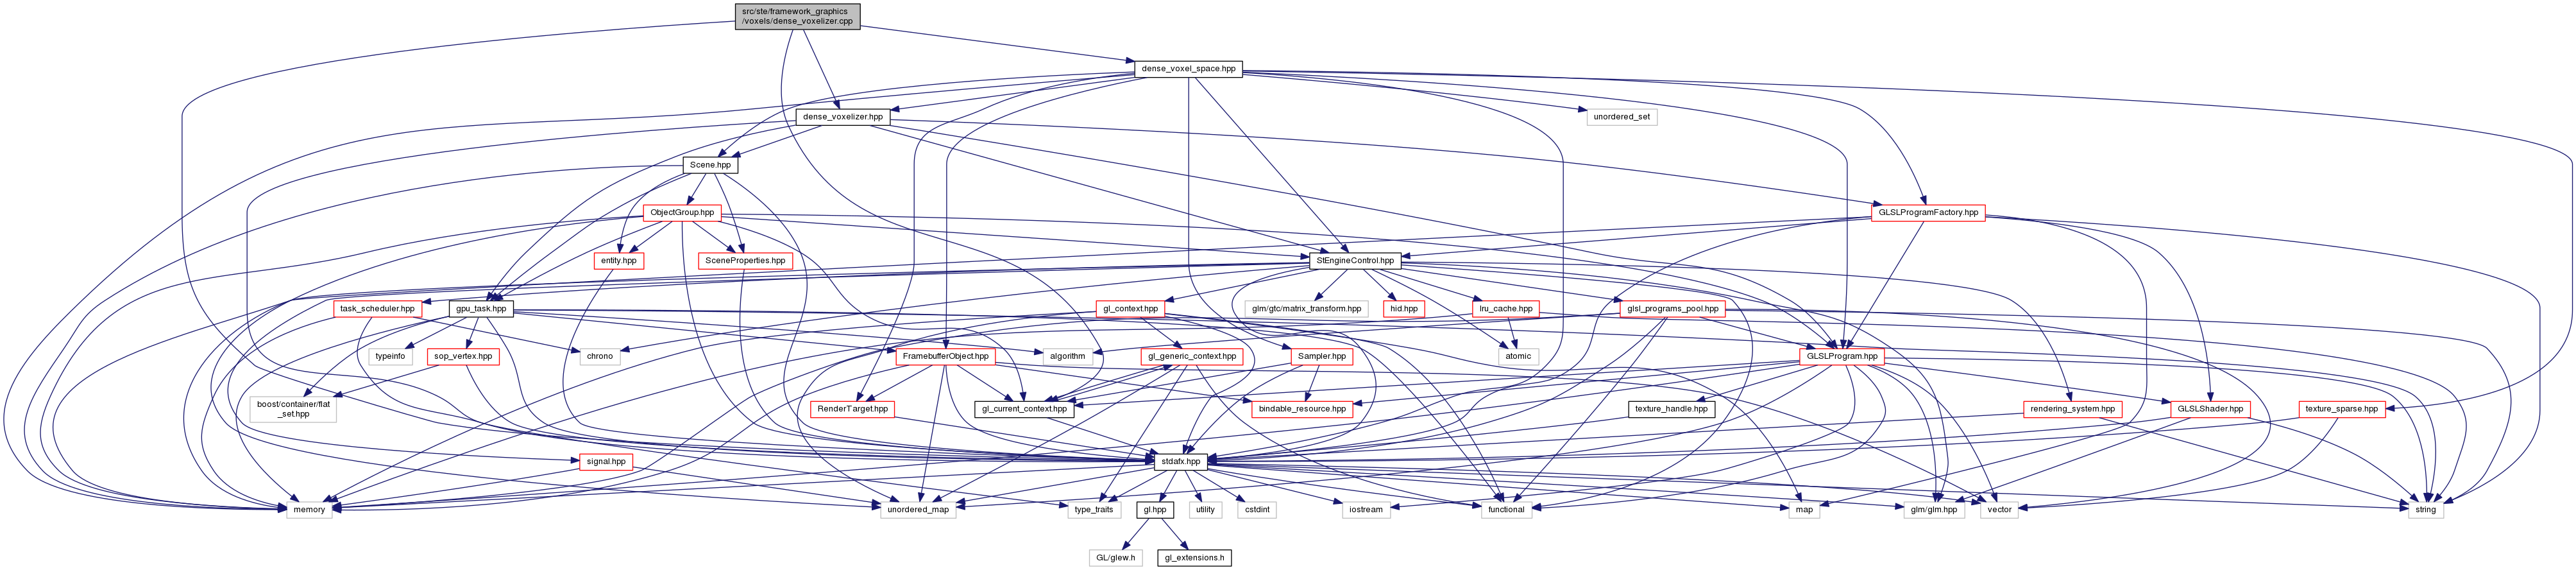 src/ste/framework_graphics
/voxels/dense_voxelizer.cpp
dense_voxel_space.hpp
dense_voxelizer.hpp
unordered_set
Scene.hpp
ObjectGroup.hpp
GLSLProgramFactory.hpp
entity.hpp
SceneProperties.hpp
StEngineControl.hpp
task_scheduler.hpp
gpu_task.hpp
gl_context.hpp
glm/gtc/matrix_transform.hpp
hid.hpp
lru_cache.hpp
glsl_programs_pool.hpp
typeinfo
sop_vertex.hpp
chrono
FramebufferObject.hpp
algorithm
gl_generic_context.hpp
Sampler.hpp
atomic
GLSLProgram.hpp
boost/container/flat
_set.hpp
RenderTarget.hpp
gl_current_context.hpp
bindable_resource.hpp
texture_handle.hpp
rendering_system.hpp
GLSLShader.hpp
texture_sparse.hpp
signal.hpp
stdafx.hpp
memory
unordered_map
type_traits
gl.hpp
utility
cstdint
iostream
functional
map
glm/glm.hpp
vector
string
GL/glew.h
gl_extensions.h